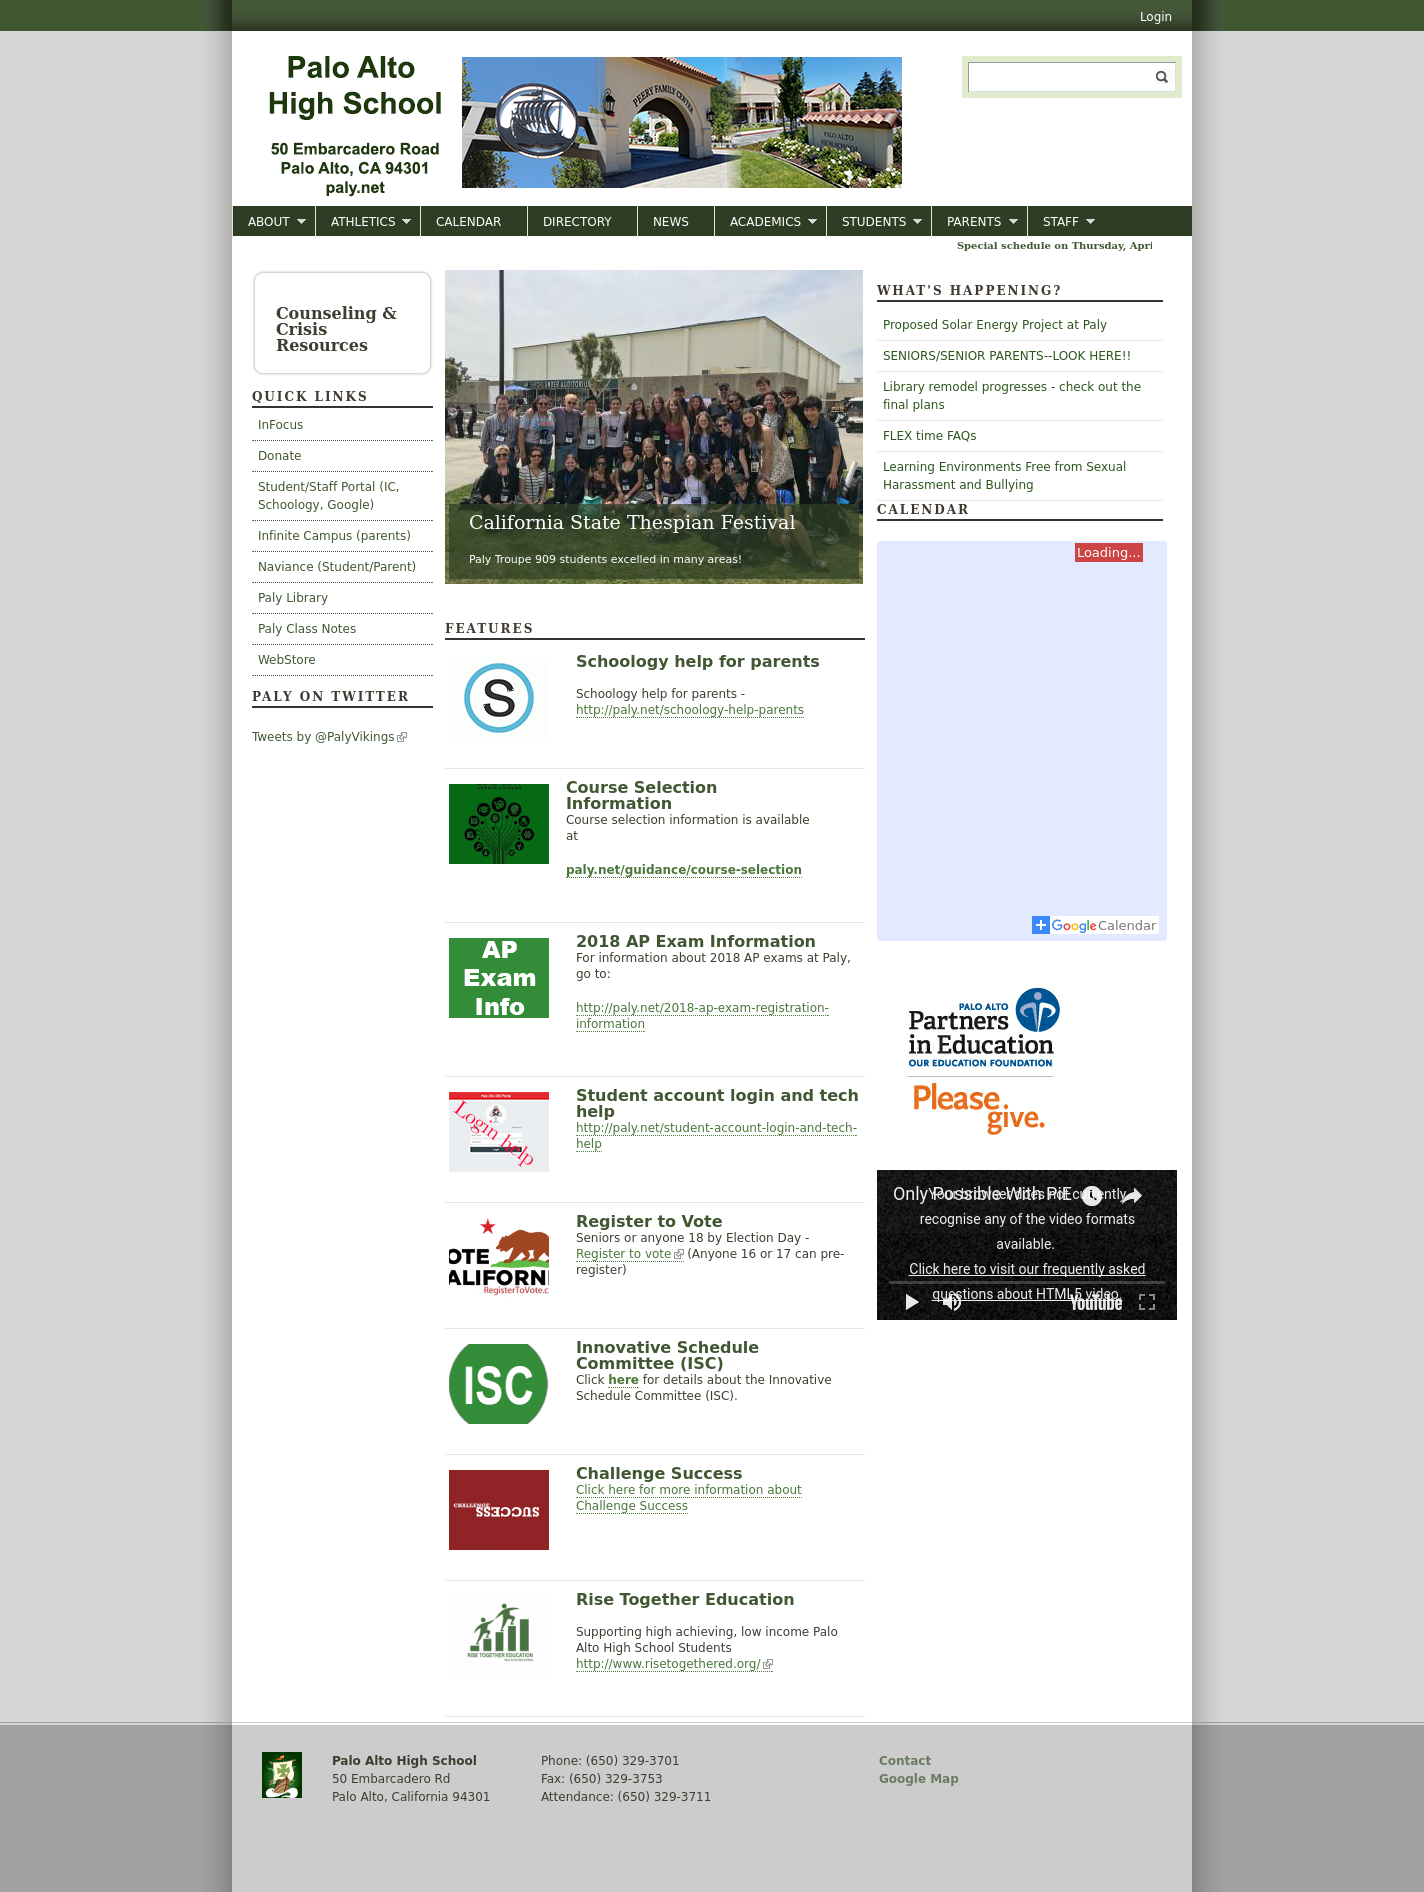 Login
Palo Alto
High School
50 Embarcadero Road
Palo Alto, CA 94301
paly.net
PEERY FAMILY CENTER
PALO ALTO
HIGH SCHOOL
ABOUT
ATHLETICS
CALENDAR
DIRECTORY
NEWS
ACADEMICS
STUDENTS
PARENTS
STAFF
Special schedule on Thursday, Apri
Counseling &
Crisis
Resources
QUICK LINKS
InFocus
Donate
Student/Staff Portal (IC,
Schoology, Google)
Infinite Campus (parents)
Naviance (Student/Parent)
Paly Library
Paly Class Notes
WebStore
PALY ON TWITTER
Tweets by @PalyVikings
California State Thespian Festival
Paly Troupe 909 students excelled in many areas!
FEATURES
S
Schoology help for parents
Schoology help for parents -
http://paly.net/schoology-help-parents
Course Selection
Information
Course selection information is available
at
paly.net/guidance/course-selection
AP
Exam
Info
2018 AP Exam Information
For information about 2018 AP exams at Paly,
go to:
http://paly.net/2018-ap-exam-registration-
information
Login help
Student account login and tech
help
http://paly.net/student-account-login-and-tech-
help
OTE
ALIFORNI
RegisterToVote.c
Register to Vote
Seniors or anyone 18 by Election Day -
Register to vote (Anyone 16 or 17 can pre-
register)
ISC
Innovative Schedule
Committee (ISC)
Click here for details about the Innovative
Schedule Committee (ISC).
CHALLENGE
SUCCESS
Challenge Success
Click here for more information about
Challenge Success
RISE TOGETHER EDUCATION
Rise Together Education
Supporting high achieving, low income Palo
Alto High School Students
http://www.risetogethered.org/
WHAT'S HAPPENING?
Proposed Solar Energy Project at Paly
SENIORS/SENIOR PARENTS--LOOK HERE!!
Library remodel progresses - check out the
final plans
FLEX time FAQs
Learning Environments Free from Sexual
Harassment and Bullying
CALENDAR
Loading...
Google Calendar
PALO ALTO
Partners
in Education
OUR EDUCATION FOUNDATION
Please
give.
Only Possible With PiE
Your browser does not currently
recognise any of the video formats
available.
Click here to visit our frequently asked
questions about HTML5 video.
YouTube
Palo Alto High School
50 Embarcadero Rd
Palo Alto, California 94301
Phone: (650) 329-3701
Fax: (650) 329-3753
Attendance: (650) 329-3711
Contact
Google Map